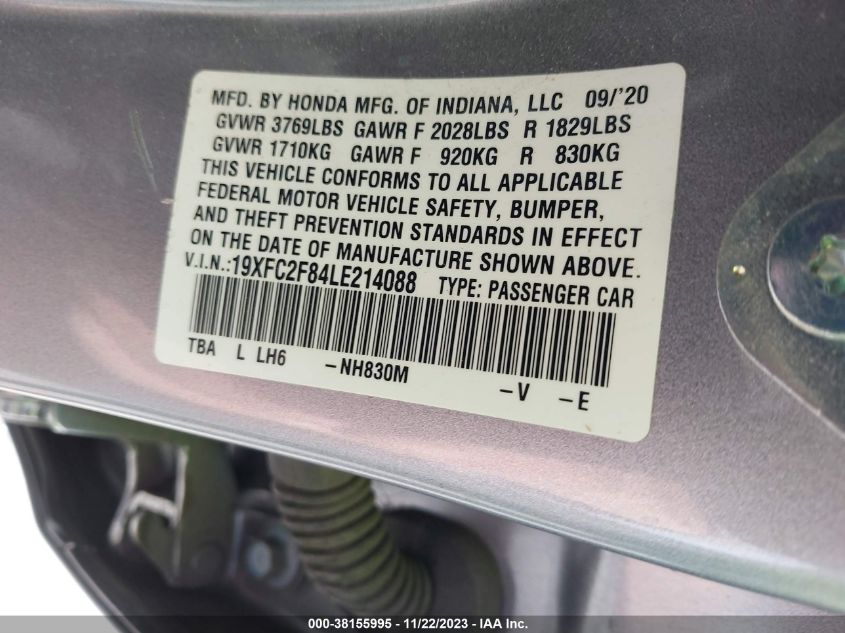 MFD. BY HONDA MFG. OF INDIANA, LLC 09/'20
GVWR 3769LBS GAWR F 2028LBS R 1829LBS
GVWR 1710KG GAWR F 920KG R 830KG
THIS VEHICLE CONFORMS TO ALL APPLICABLE
FEDERAL MOTOR VEHICLE SAFETY, BUMPER,
AND THEFT PREVENTION STANDARDS IN EFFECT
ON THE DATE OF MANUFACTURE SHOWN ABOVE.
V.I.N.:19XFC2F84LE214088 TYPE: PASSENGER CAR
TBA L LH6 -NH830M -V -E
000-38155995 - 11/22/2023 - IAA Inc.